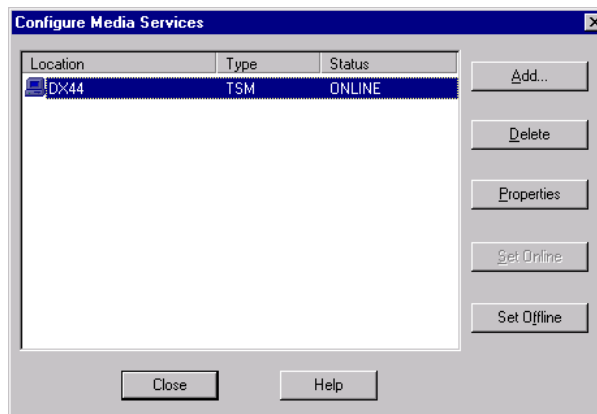 Configure Media Services
Location Type Status
DX44 TSM ONLINE
Add...
Delete
Properties
Set Online
Set Offline
Close Help